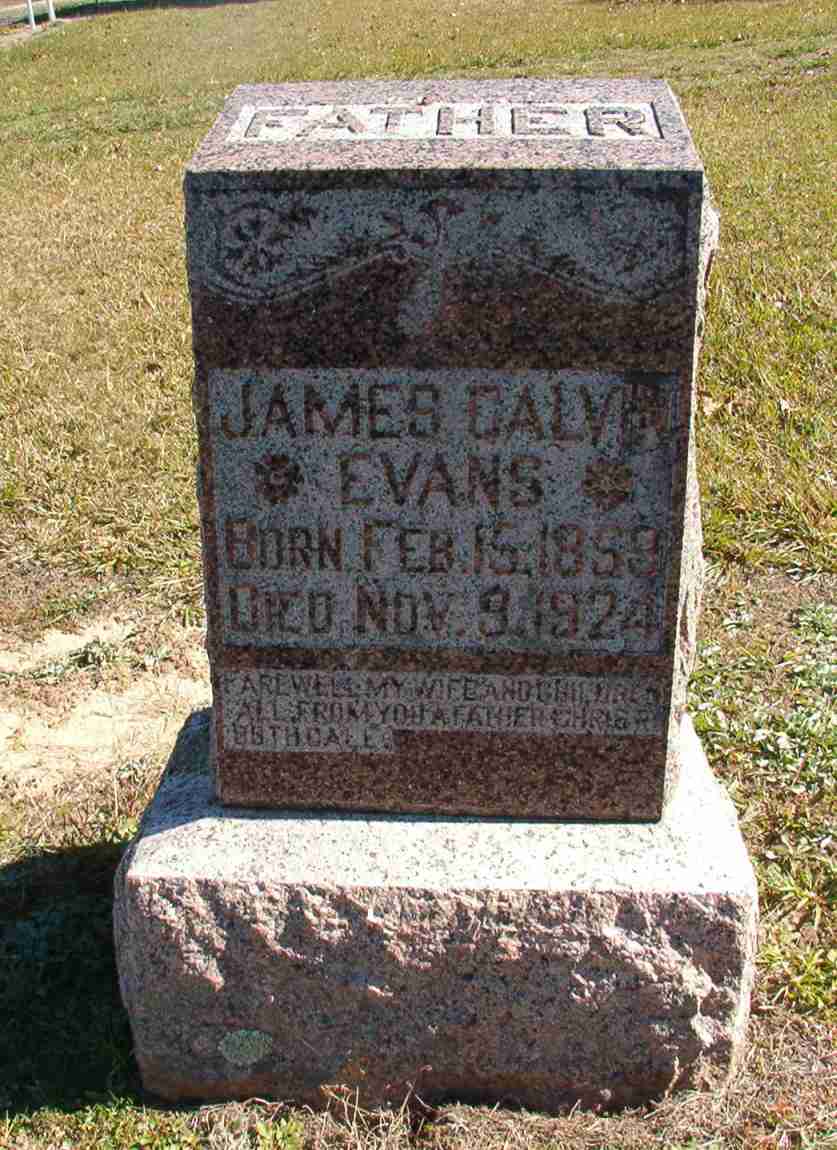 FATHER
JAMES CALVIN
EVANS
BORN FEB. 15, 1859
DIED NOV. 9, 1924
FAREWELL MY WIFE AND CHILDREN
ALL, FROM YOU A FATHER CHRIST
DOTH CALL.